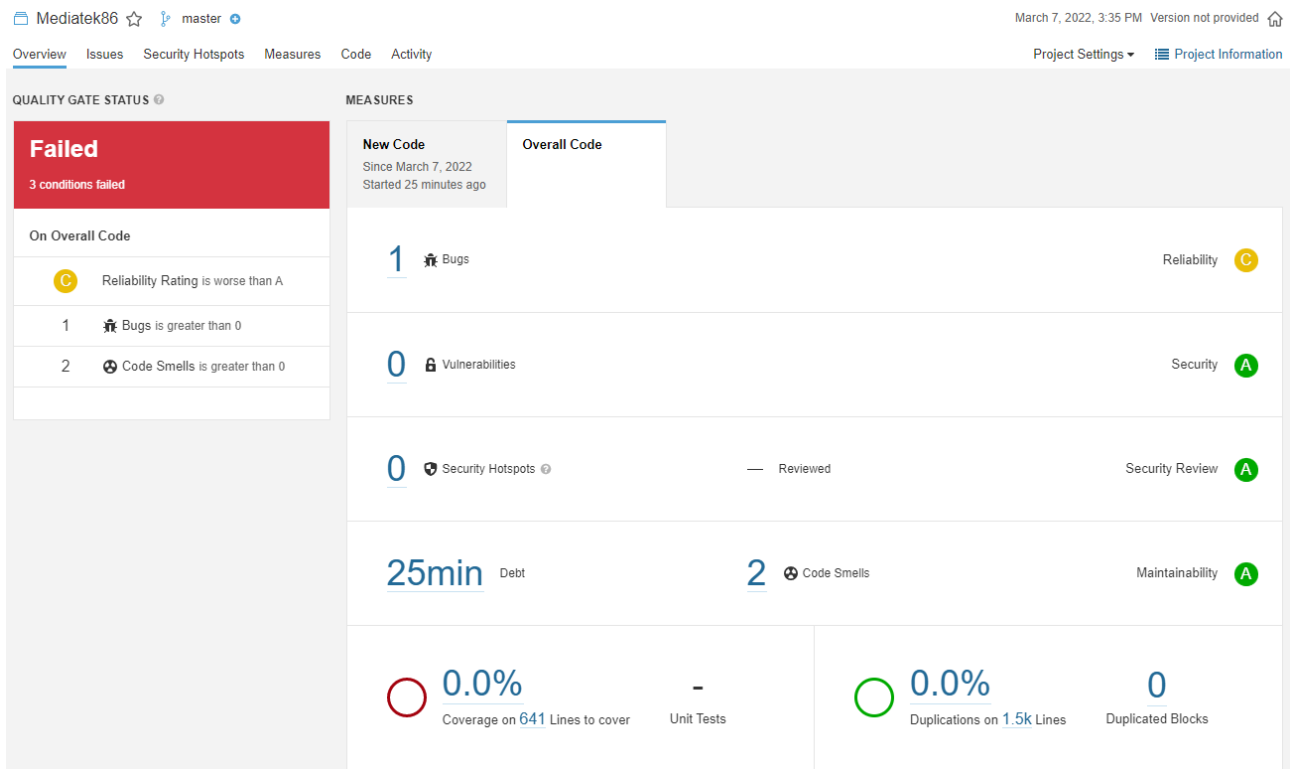 Mediatek86 master
March 7, 2022, 3:35 PM Version not provided
Overview Issues Security Hotspots Measures Code Activity
Project Settings Project Information
QUALITY GATE STATUS ?
Failed
3 conditions failed
On Overall Code
C Reliability Rating is worse than A
1 Bugs is greater than 0
2 Code Smells is greater than 0
MEASURES
New Code
Since March 7, 2022
Started 25 minutes ago
Overall Code
1 Bugs Reliability C
0 Vulnerabilities Security A
0 Security Hotspots ? — Reviewed Security Review A
25min Debt 2 Code Smells Maintainability A
0.0%
Coverage on 641 Lines to cover
-
Unit Tests
0.0%
Duplications on 1.5k Lines
0
Duplicated Blocks